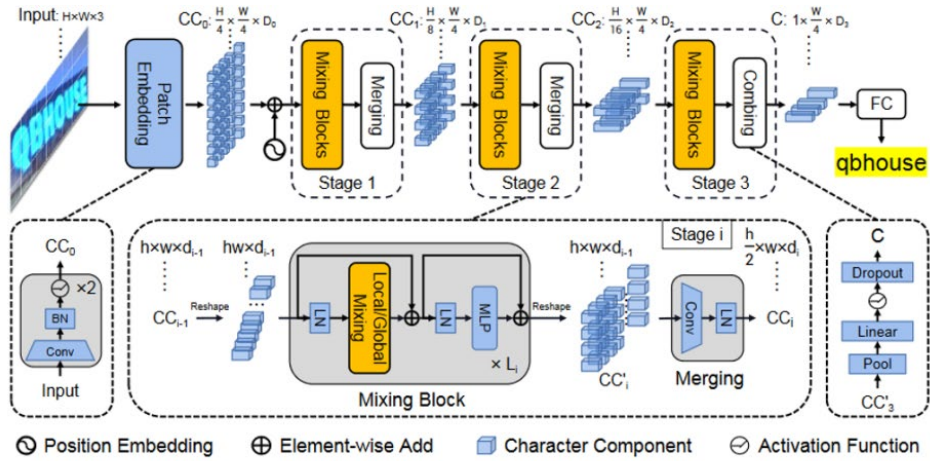 Input: H×W×3
CC₀: H/4 × W/4 × D₀
CC₁: H/8 × W/4 × D₁
CC₂: H/16 × W/4 × D₂
C: 1× W/4 × D₃
QBHOUSE
Patch Embedding
Mixing Blocks
Merging
Stage 1
Mixing Blocks
Merging
Stage 2
Mixing Blocks
Combing
Stage 3
FC
qbhouse
CC₀
×2
BN
Conv
Input
h×w×dᵢ₋₁
CCᵢ₋₁
Reshape
hw×dᵢ₋₁
LN
Local/Global Mixing
LN
MLP
× Lᵢ
Mixing Block
Reshape
h×w×dᵢ₋₁
CC'ᵢ
Stage i
Conv
LN
Merging
h/2 ×w×dᵢ
CCᵢ
C
Dropout
Linear
Pool
CC'₃
Position Embedding
Element-wise Add
Character Component
Activation Function